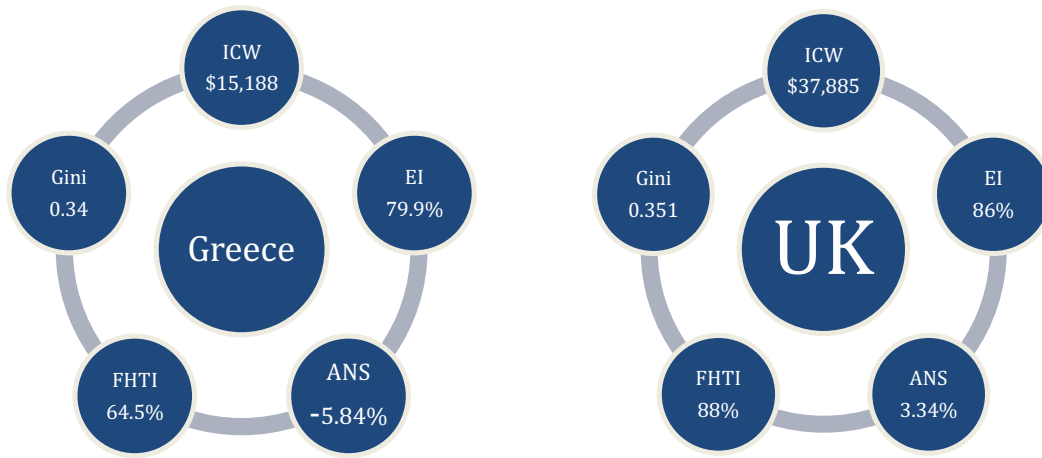 ICW
$15,188
Gini
0.34
EI
79.9%
Greece
FHTI
64.5%
ANS
-5.84%
ICW
$37,885
Gini
0.351
EI
86%
UK
FHTI
88%
ANS
3.34%